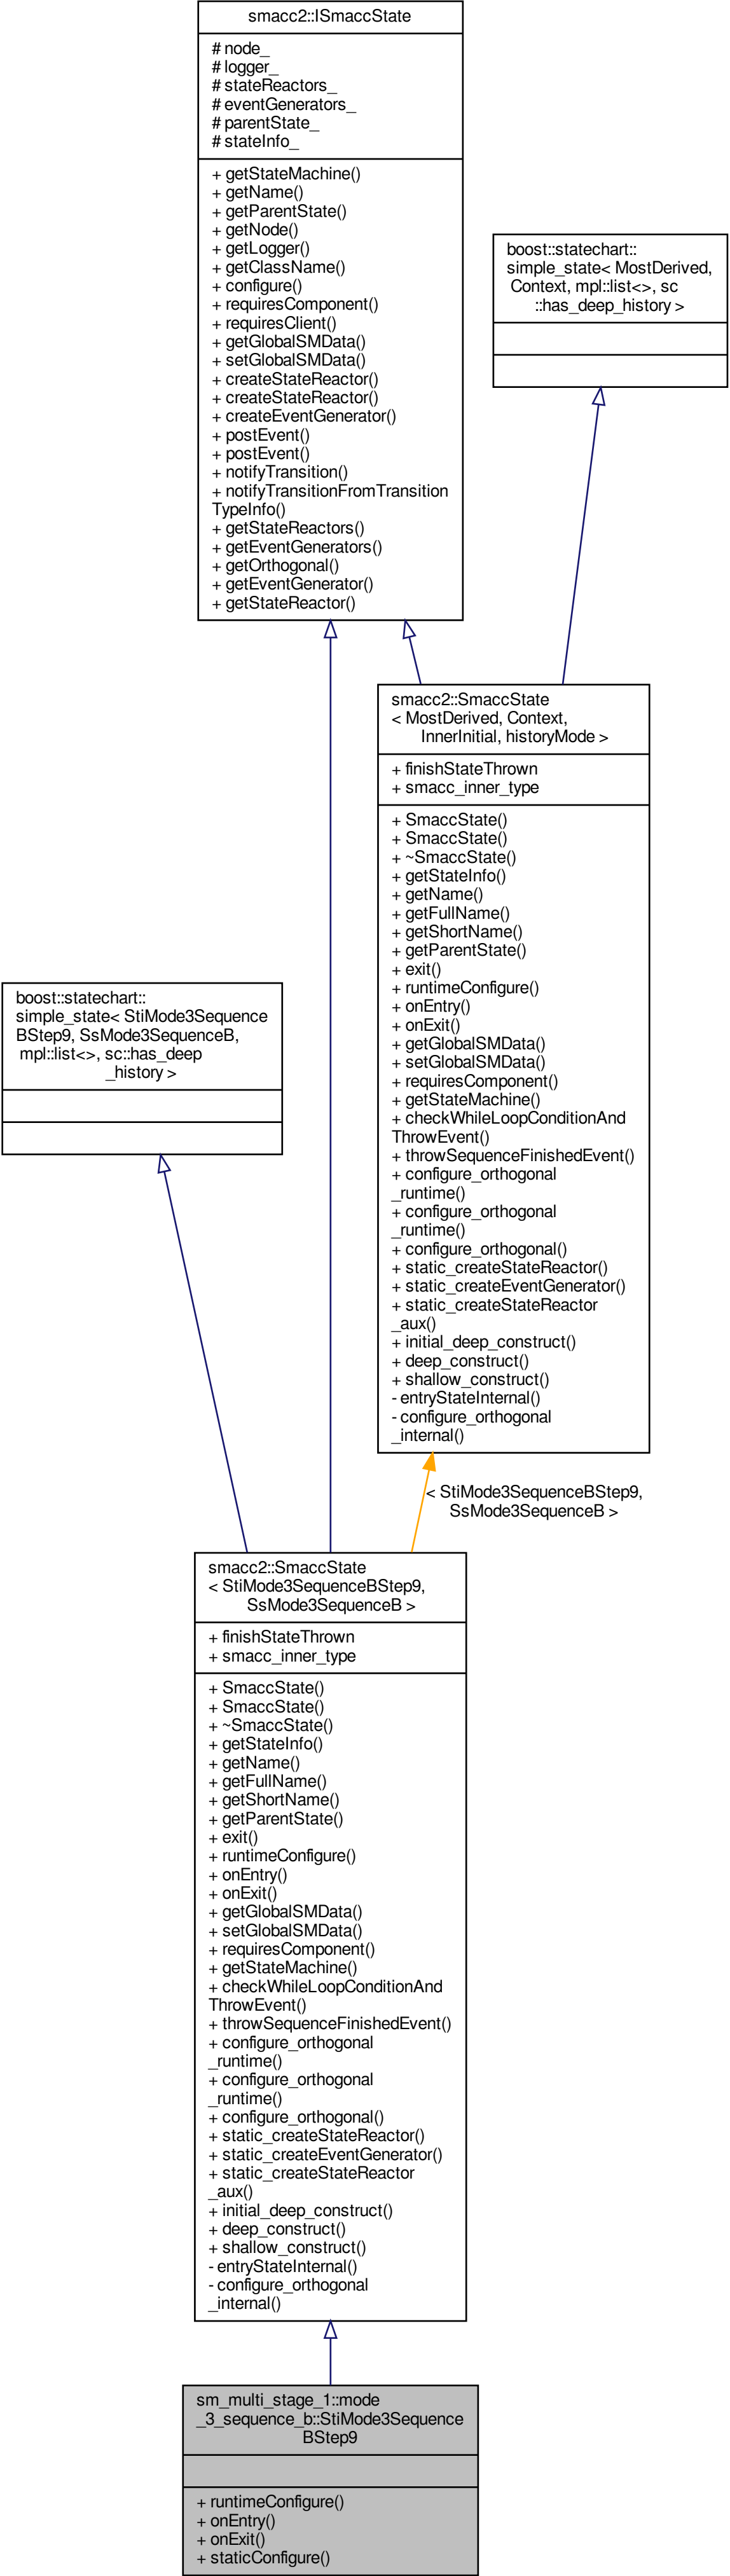 smacc2::ISmaccState
# node_
# logger_
# stateReactors_
# eventGenerators_
# parentState_
# stateInfo_
+ getStateMachine()
+ getName()
+ getParentState()
+ getNode()
+ getLogger()
+ getClassName()
+ configure()
+ requiresComponent()
+ requiresClient()
+ getGlobalSMData()
+ setGlobalSMData()
+ createStateReactor()
+ createStateReactor()
+ createEventGenerator()
+ postEvent()
+ postEvent()
+ notifyTransition()
+ notifyTransitionFromTransition
TypeInfo()
+ getStateReactors()
+ getEventGenerators()
+ getOrthogonal()
+ getEventGenerator()
+ getStateReactor()
boost::statechart::
simple_state< MostDerived,
Context, mpl::list<>, sc
::has_deep_history >
smacc2::SmaccState
< MostDerived, Context,
InnerInitial, historyMode >
+ finishStateThrown
+ smacc_inner_type
+ SmaccState()
+ SmaccState()
+ ~SmaccState()
+ getStateInfo()
+ getName()
+ getFullName()
+ getShortName()
+ getParentState()
+ exit()
+ runtimeConfigure()
+ onEntry()
+ onExit()
+ getGlobalSMData()
+ setGlobalSMData()
+ requiresComponent()
+ getStateMachine()
+ checkWhileLoopConditionAnd
ThrowEvent()
+ throwSequenceFinishedEvent()
+ configure_orthogonal
_runtime()
+ configure_orthogonal
_runtime()
+ configure_orthogonal()
+ static_createStateReactor()
+ static_createEventGenerator()
+ static_createStateReactor
_aux()
+ initial_deep_construct()
+ deep_construct()
+ shallow_construct()
- entryStateInternal()
- configure_orthogonal
_internal()
boost::statechart::
simple_state< StiMode3Sequence
BStep9, SsMode3SequenceB,
mpl::list<>, sc::has_deep
_history >
< StiMode3SequenceBStep9,
SsMode3SequenceB >
smacc2::SmaccState
< StiMode3SequenceBStep9,
SsMode3SequenceB >
+ finishStateThrown
+ smacc_inner_type
+ SmaccState()
+ SmaccState()
+ ~SmaccState()
+ getStateInfo()
+ getName()
+ getFullName()
+ getShortName()
+ getParentState()
+ exit()
+ runtimeConfigure()
+ onEntry()
+ onExit()
+ getGlobalSMData()
+ setGlobalSMData()
+ requiresComponent()
+ getStateMachine()
+ checkWhileLoopConditionAnd
ThrowEvent()
+ throwSequenceFinishedEvent()
+ configure_orthogonal
_runtime()
+ configure_orthogonal
_runtime()
+ configure_orthogonal()
+ static_createStateReactor()
+ static_createEventGenerator()
+ static_createStateReactor
_aux()
+ initial_deep_construct()
+ deep_construct()
+ shallow_construct()
- entryStateInternal()
- configure_orthogonal
_internal()
sm_multi_stage_1::mode
_3_sequence_b::StiMode3Sequence
BStep9
+ runtimeConfigure()
+ onEntry()
+ onExit()
+ staticConfigure()